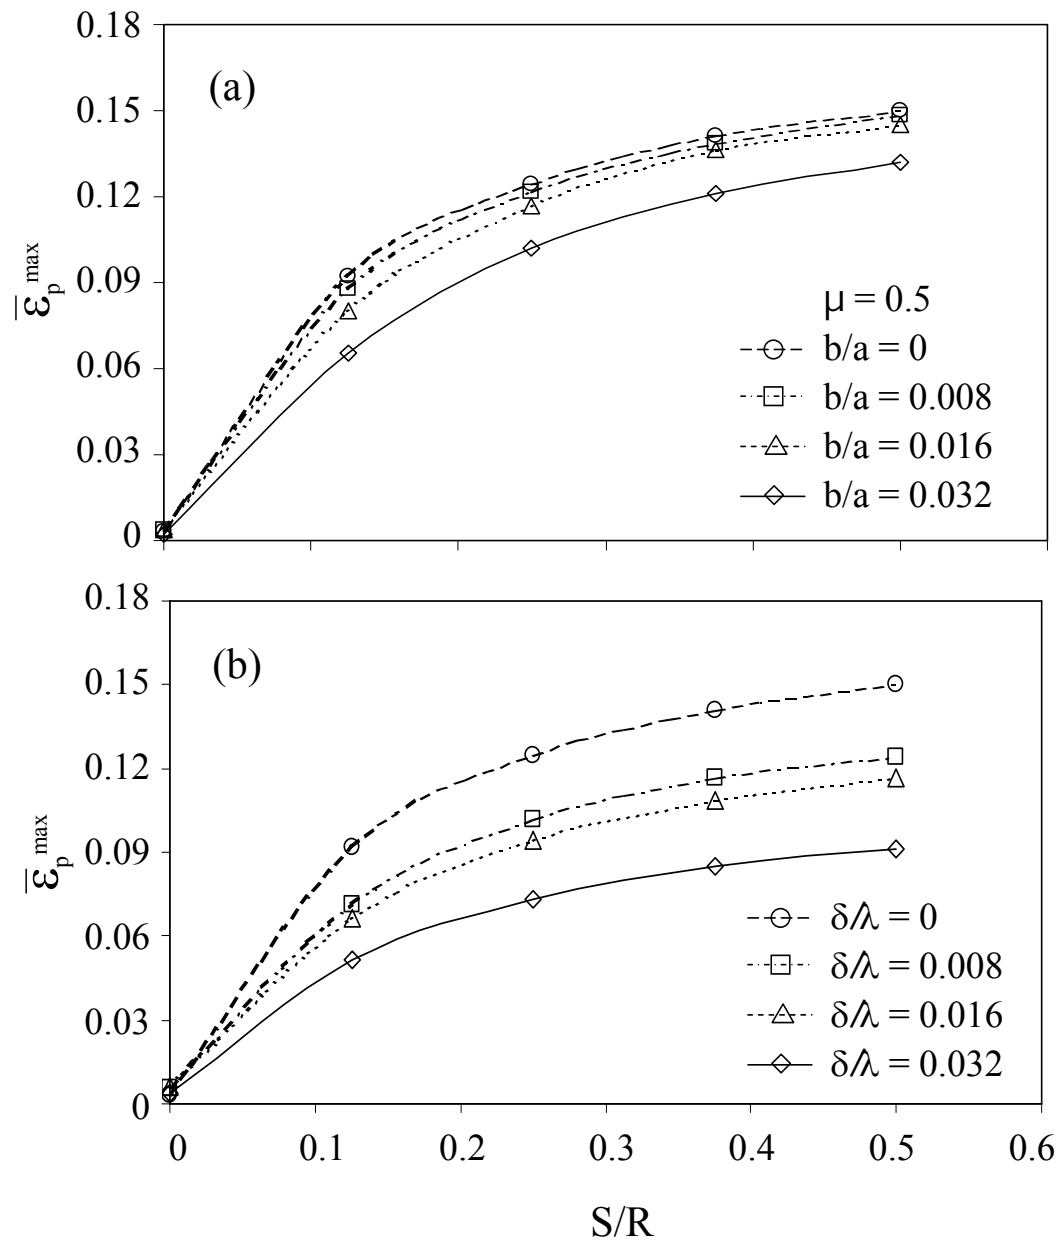 0.18
(a)
0.15
0.12
0.09
0.06
0.03
0
ε̄p max
μ = 0.5
b/a = 0
b/a = 0.008
b/a = 0.016
b/a = 0.032
0.18
(b)
0.15
0.12
0.09
0.06
0.03
0
ε̄p max
δ/λ = 0
δ/λ = 0.008
δ/λ = 0.016
δ/λ = 0.032
0 0.1 0.2 0.3 0.4 0.5 0.6
S/R